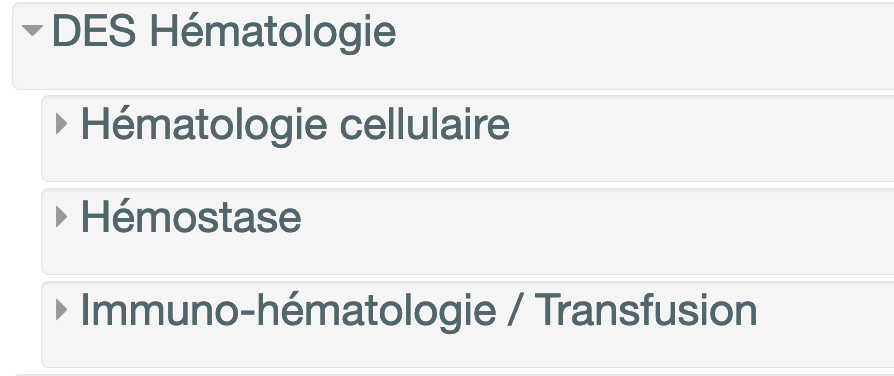 DES Hématologie
Hématologie cellulaire
Hémostase
Immuno-hématologie / Transfusion